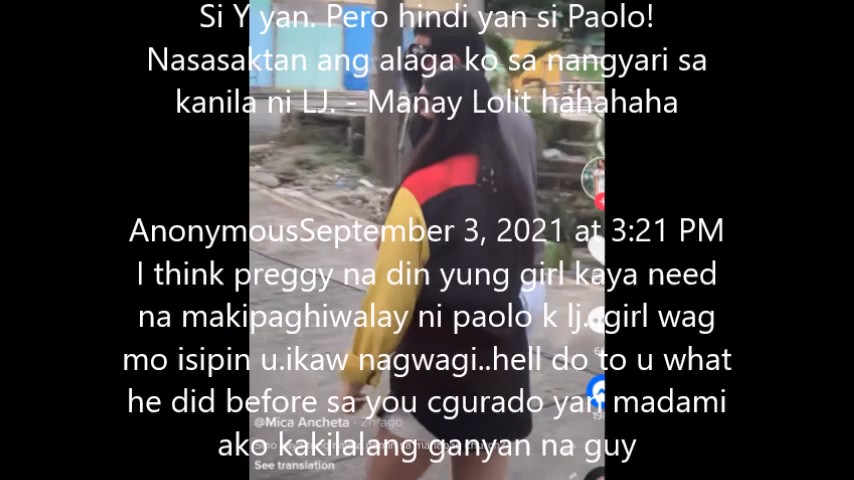 Si Y yan. Pero hindi yan si Paolo!
Nasasaktan ang alaga ko sa nangyari sa
kanila ni LJ. - Manay Lolit hahahaha
AnonymousSeptember 3, 2021 at 3:21 PM
I think preggy na din yung girl kaya need
na makipaghiwalay ni paolo k lj..girl wag
mo isipin u.ikaw nagwagi..hell do to u what
he did before sa you cgurado yan madami
ako kakilalang ganyan na guy
@Mica Ancheta · 2h ago
See translation